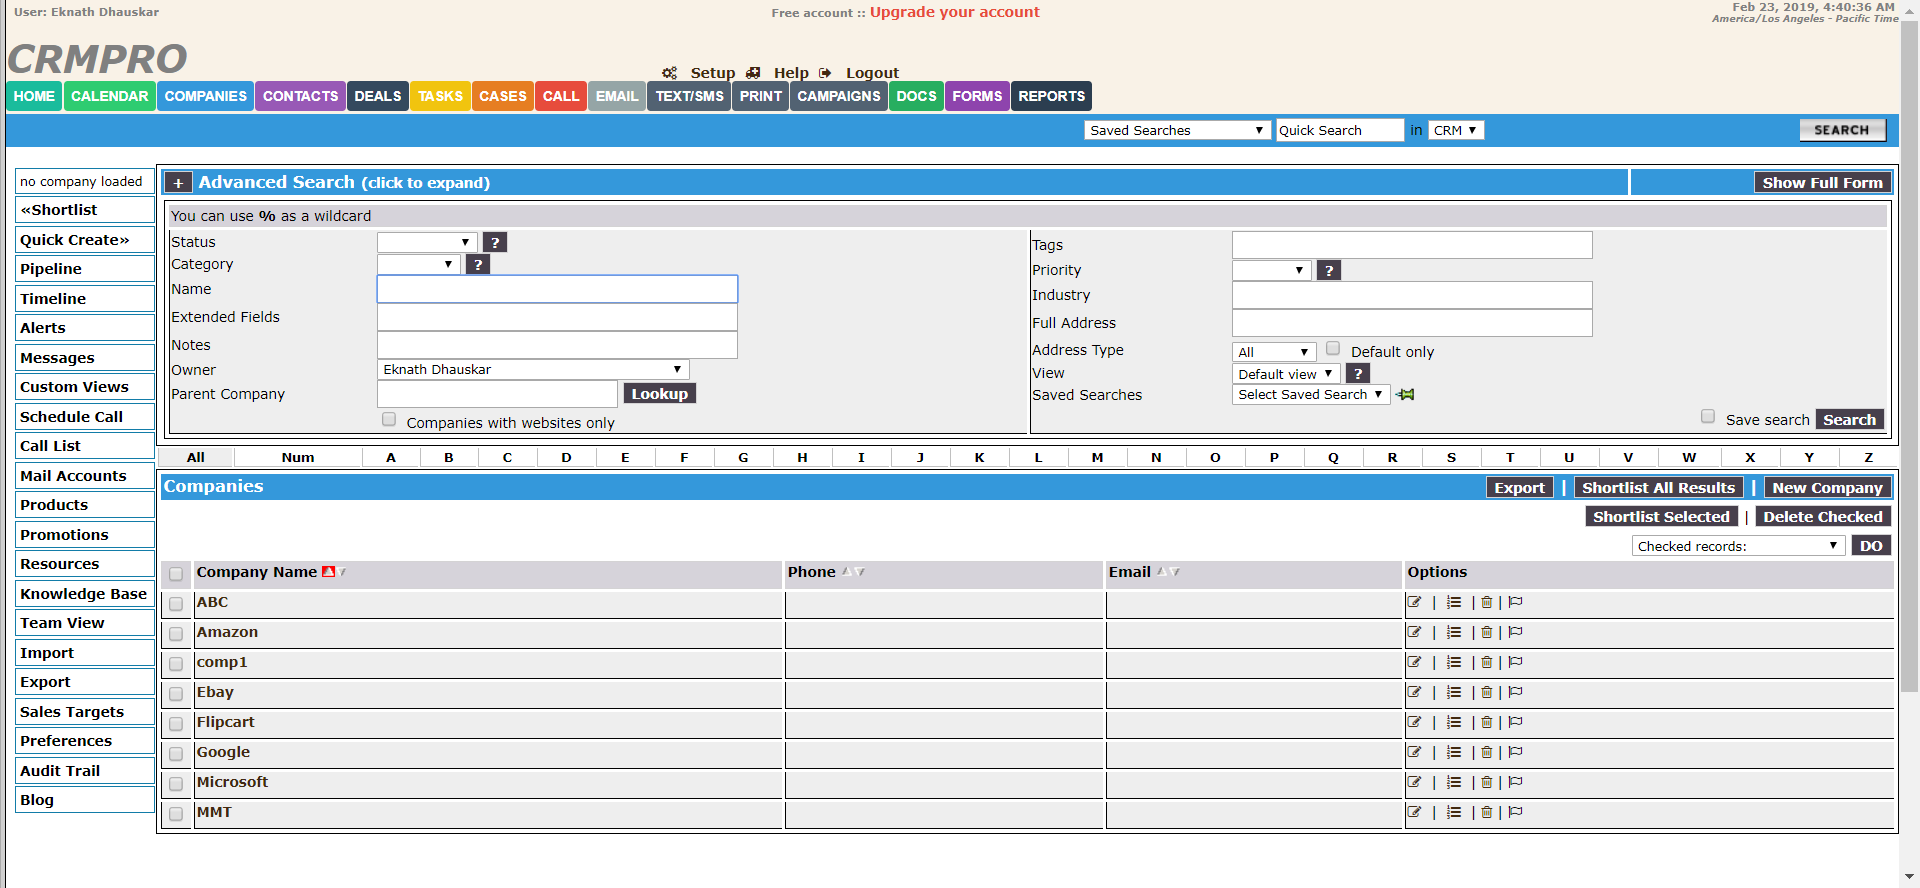 User: Eknath Dhauskar
Free account :: Upgrade your account
Feb 23, 2019, 4:40:36 AM
America/Los Angeles - Pacific Time
CRMPRO
Setup Help Logout
HOME CALENDAR COMPANIES CONTACTS DEALS TASKS CASES CALL EMAIL TEXT/SMS PRINT CAMPAIGNS DOCS FORMS REPORTS
Saved Searches Quick Search in CRM SEARCH
no company loaded
«Shortlist
Quick Create»
Pipeline
Timeline
Alerts
Messages
Custom Views
Schedule Call
Call List
Mail Accounts
Products
Promotions
Resources
Knowledge Base
Team View
Import
Export
Sales Targets
Preferences
Audit Trail
Blog
+ Advanced Search (click to expand) Show Full Form
You can use % as a wildcard
Status ?
Category ?
Name
Extended Fields
Notes
Owner Eknath Dhauskar
Parent Company Lookup
Companies with websites only
Tags
Priority ?
Industry
Full Address
Address Type All Default only
View Default view ?
Saved Searches Select Saved Search
Save search Search
All Num A B C D E F G H I J K L M N O P Q R S T U V W X Y Z
Companies Export | Shortlist All Results | New Company
Shortlist Selected | Delete Checked
Checked records: DO
Company Name Phone Email Options
ABC | | |
Amazon | | |
comp1 | | |
Ebay | | |
Flipcart | | |
Google | | |
Microsoft | | |
MMT | | |